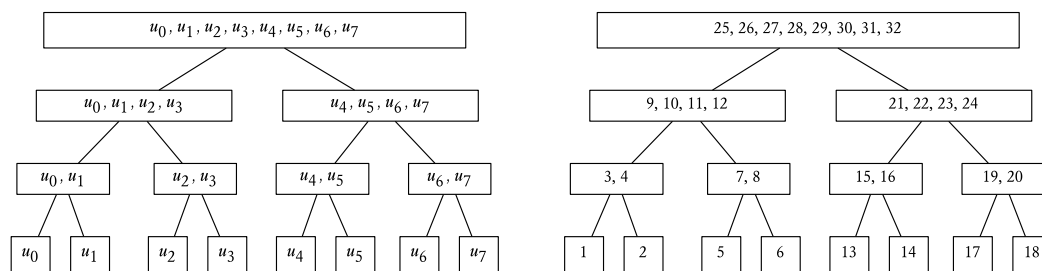 u₀, u₁, u₂, u₃, u₄, u₅, u₆, u₇
u₀, u₁, u₂, u₃
u₄, u₅, u₆, u₇
u₀, u₁
u₂, u₃
u₄, u₅
u₆, u₇
u₀
u₁
u₂
u₃
u₄
u₅
u₆
u₇
25, 26, 27, 28, 29, 30, 31, 32
9, 10, 11, 12
21, 22, 23, 24
3, 4
7, 8
15, 16
19, 20
1
2
5
6
13
14
17
18